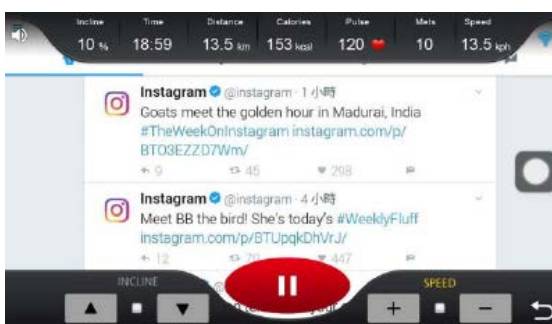 Incline Time Distance Calories Pulse Mets Speed
10 % 18:59 13.5 km 153 kcal 120 10 13.5 kph
Instagram @instagram · 1 小時
Goats meet the golden hour in Madurai, India
#TheWeekOnInstagram instagram.com/p/
BTO3EZZD7Wm/
9 45 298
Instagram @instagram · 4 小時
Meet BB the bird! She's today's #WeeklyFluff
instagram.com/p/BTUpqkDhVrJ/
12 70 447
INCLINE SPEED